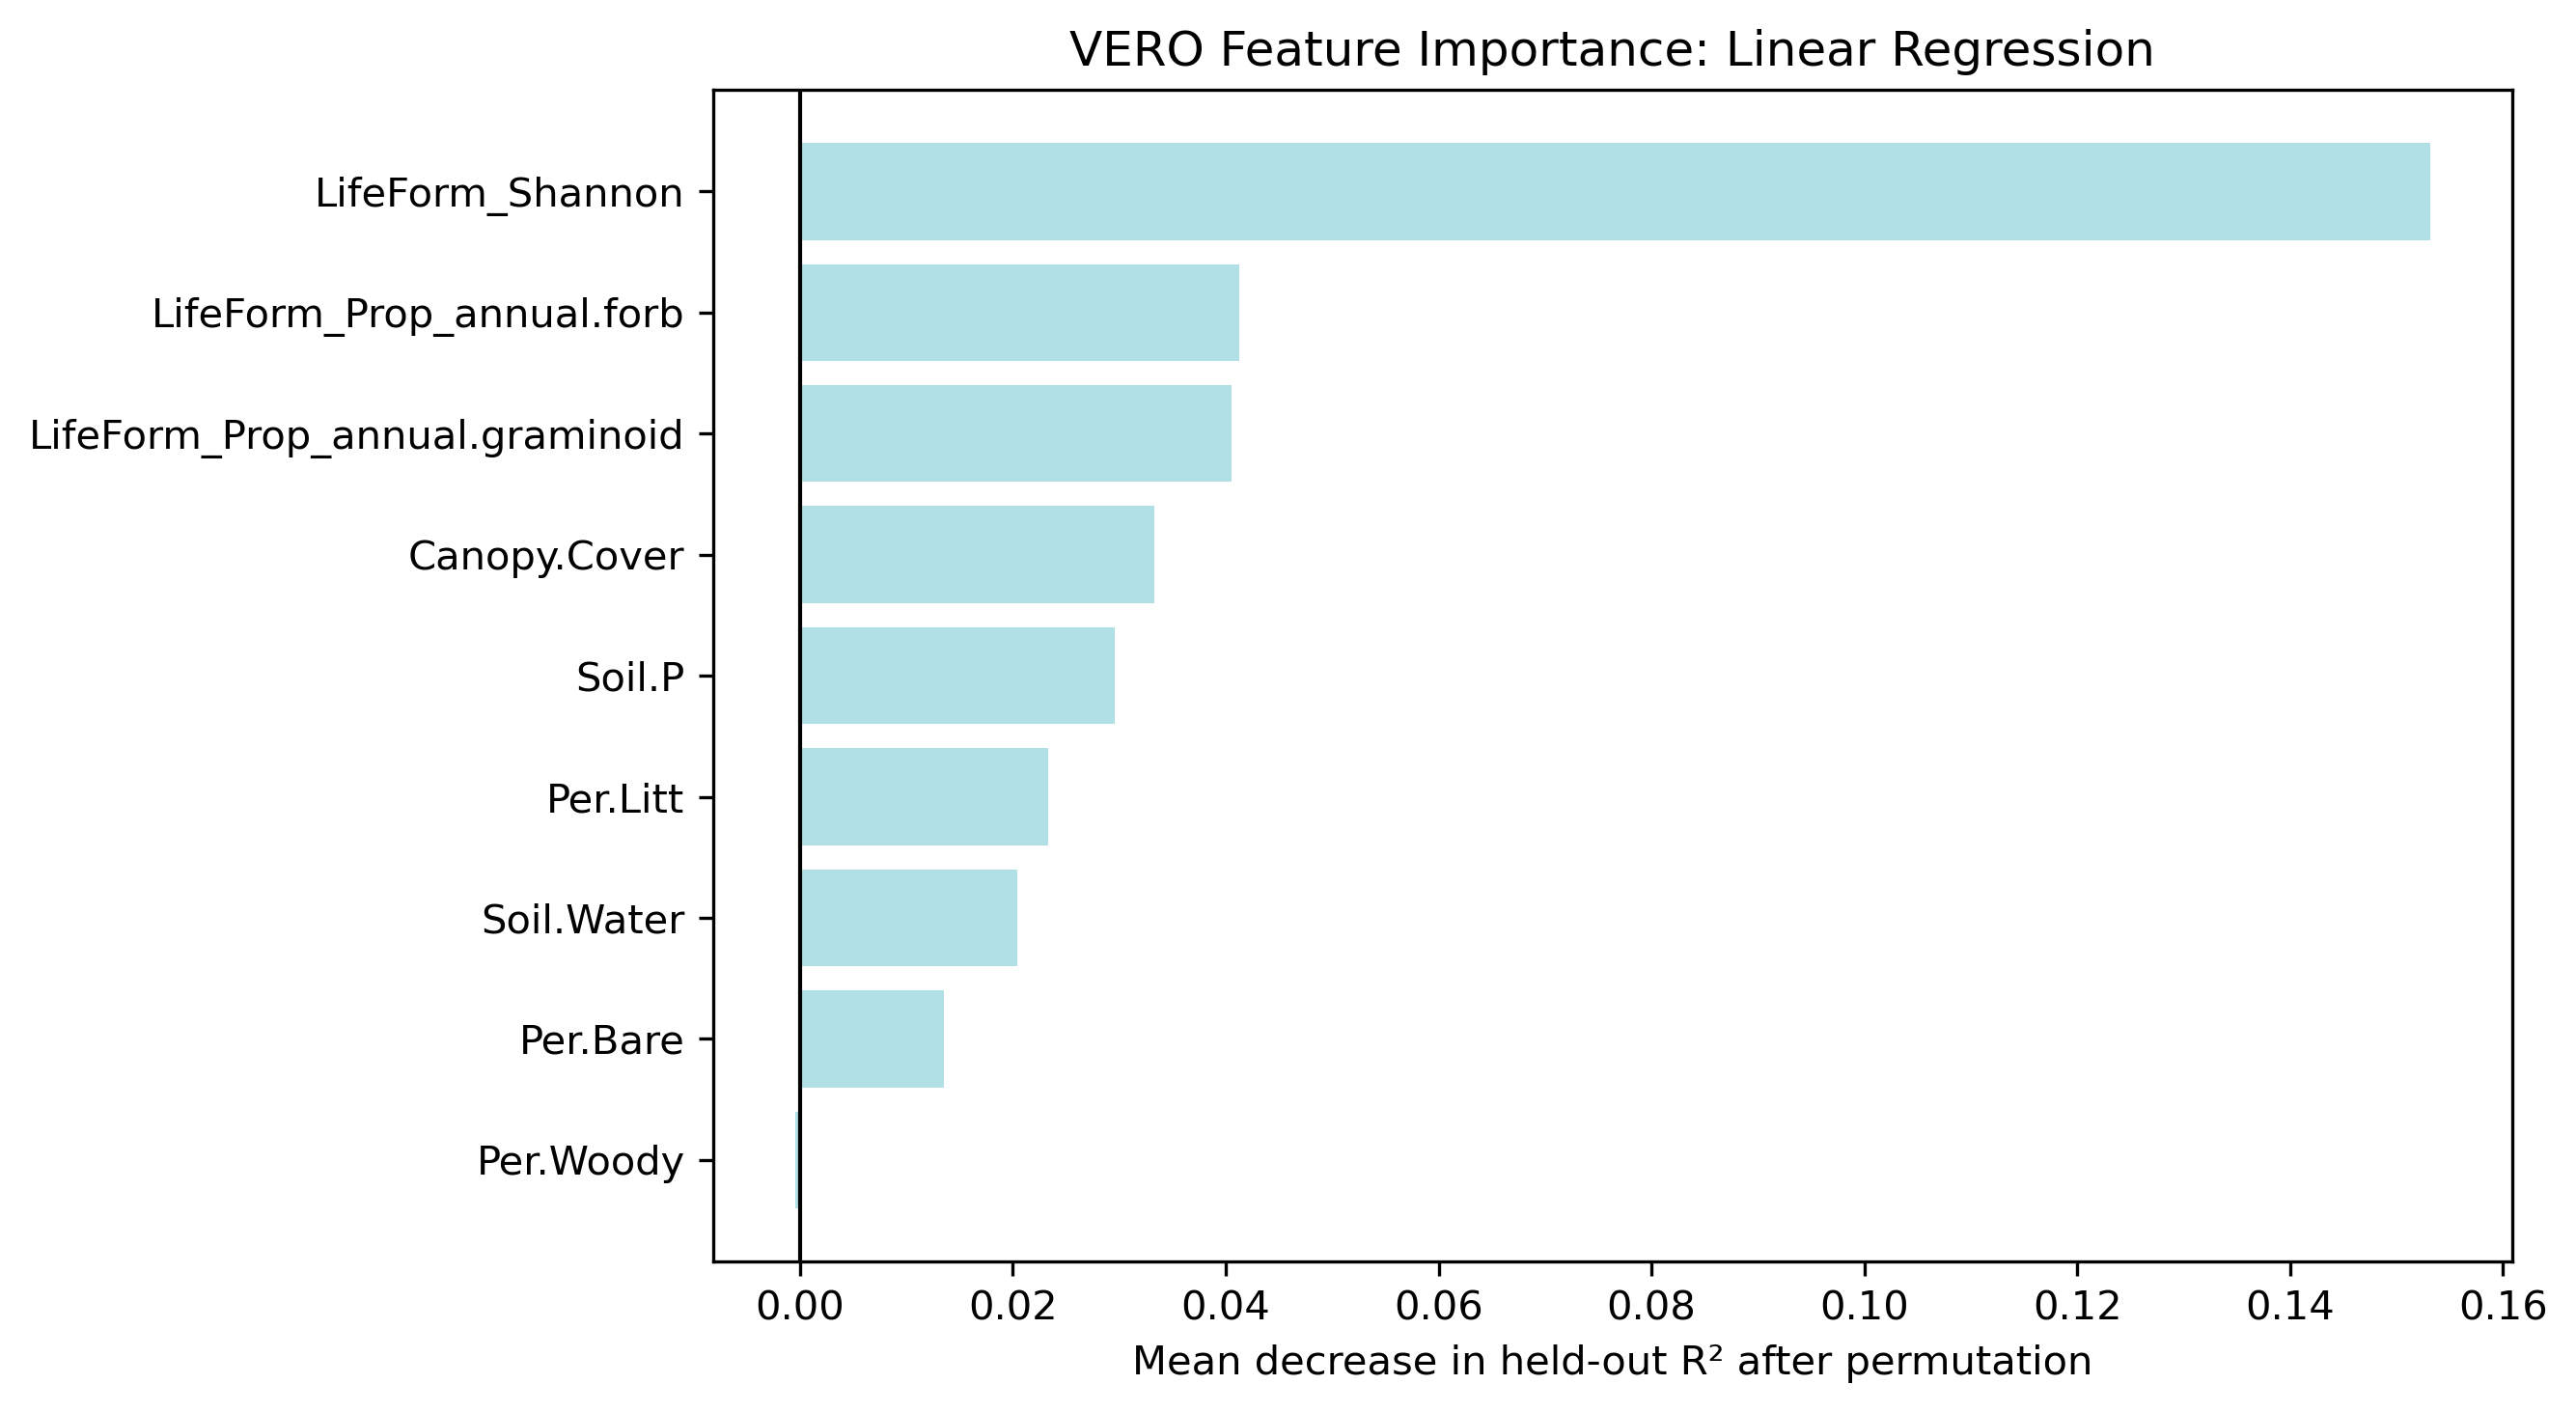 VERO Feature Importance: Linear Regression
LifeForm_Shannon
LifeForm_Prop_annual.forb
LifeForm_Prop_annual.graminoid
Canopy.Cover
Soil.P
Per.Litt
Soil.Water
Per.Bare
Per.Woody
0.00 0.02 0.04 0.06 0.08 0.10 0.12 0.14 0.16
Mean decrease in held-out R² after permutation